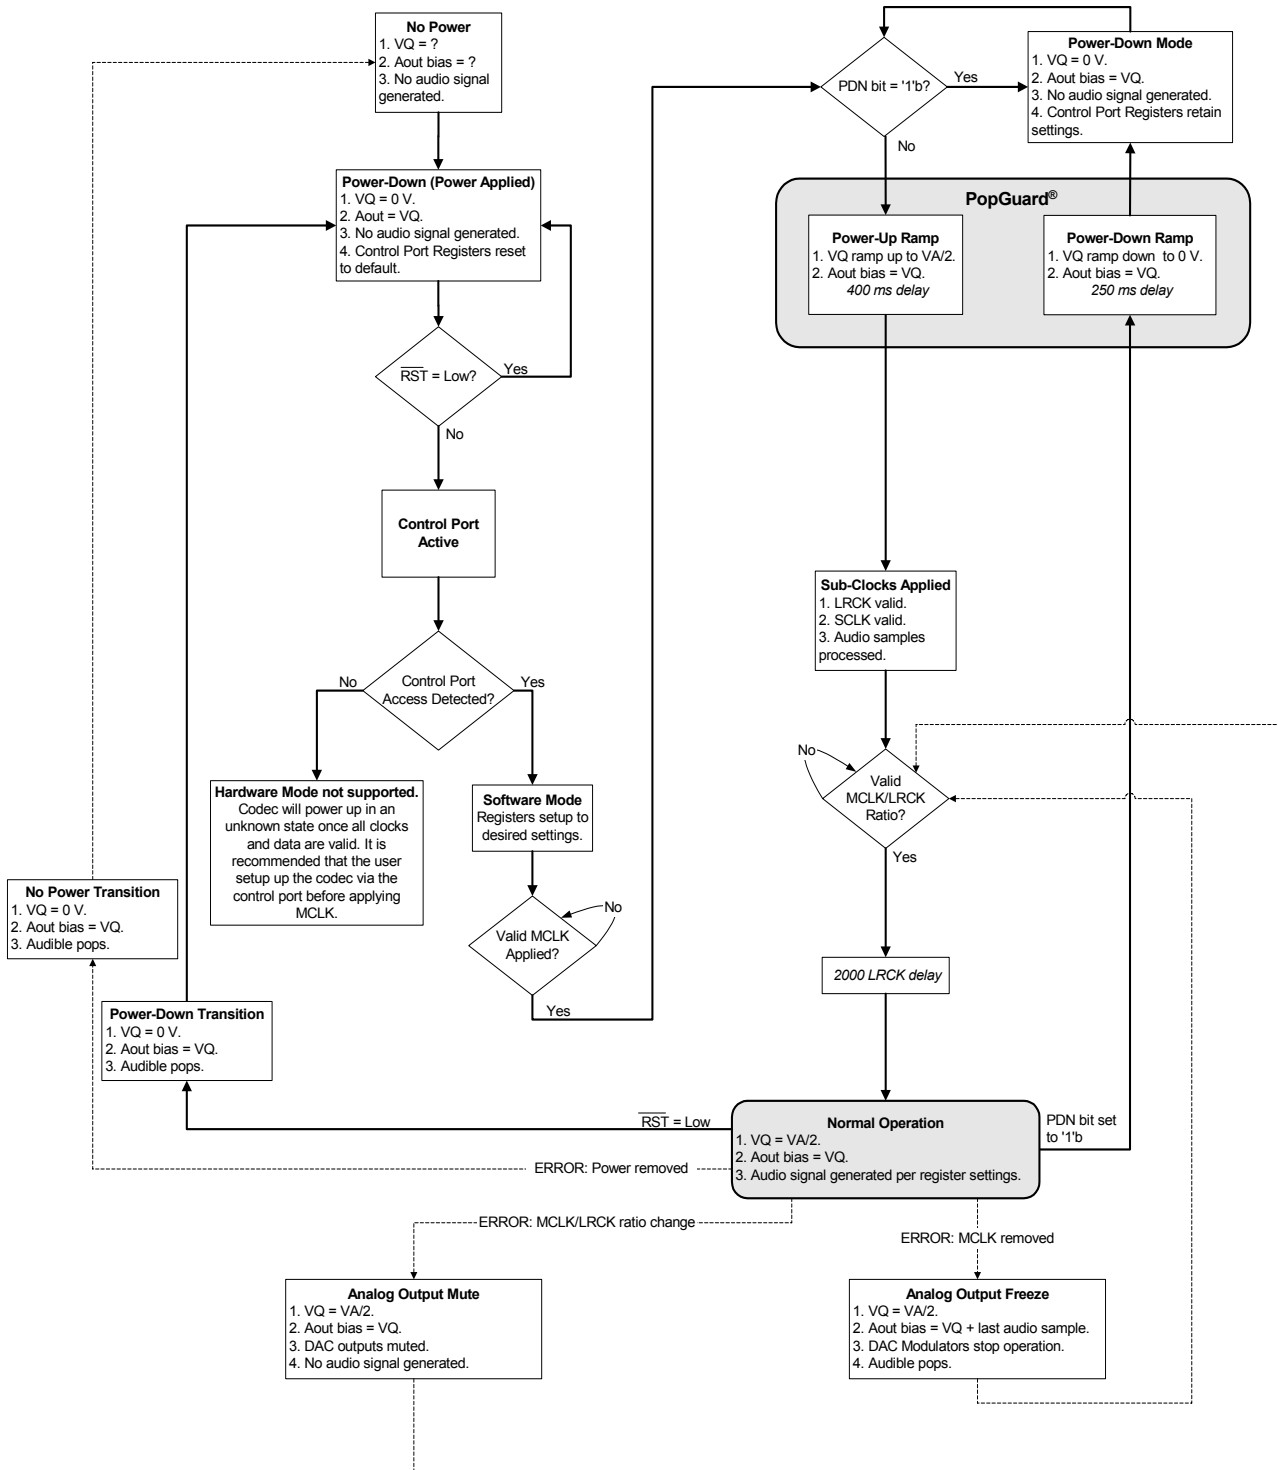 No Power
1. VQ = ?
2. Aout bias = ?
3. No audio signal
generated.
Power-Down (Power Applied)
1. VQ = 0 V.
2. Aout = VQ.
3. No audio signal generated.
4. Control Port Registers reset
to default.
RST = Low?
Yes
No
Control Port
Active
Control Port
Access Detected?
No
Yes
Hardware Mode not supported.
Codec will power up in an
unknown state once all clocks
and data are valid. It is
recommended that the user
setup up the codec via the
control port before applying
MCLK.
Software Mode
Registers setup to
desired settings.
Valid MCLK
Applied?
No
Yes
No Power Transition
1. VQ = 0 V.
2. Aout bias = VQ.
3. Audible pops.
Power-Down Transition
1. VQ = 0 V.
2. Aout bias = VQ.
3. Audible pops.
PDN bit = '1'b?
Yes
No
Power-Down Mode
1. VQ = 0 V.
2. Aout bias = VQ.
3. No audio signal generated.
4. Control Port Registers retain
settings.
PopGuard®
Power-Up Ramp
1. VQ ramp up to VA/2.
2. Aout bias = VQ.
400 ms delay
Power-Down Ramp
1. VQ ramp down to 0 V.
2. Aout bias = VQ.
250 ms delay
Sub-Clocks Applied
1. LRCK valid.
2. SCLK valid.
3. Audio samples
processed.
No
Valid
MCLK/LRCK
Ratio?
Yes
2000 LRCK delay
Normal Operation
1. VQ = VA/2.
2. Aout bias = VQ.
3. Audio signal generated per register settings.
RST = Low
PDN bit set
to '1'b
ERROR: Power removed
ERROR: MCLK/LRCK ratio change
ERROR: MCLK removed
Analog Output Mute
1. VQ = VA/2.
2. Aout bias = VQ.
3. DAC outputs muted.
4. No audio signal generated.
Analog Output Freeze
1. VQ = VA/2.
2. Aout bias = VQ + last audio sample.
3. DAC Modulators stop operation.
4. Audible pops.